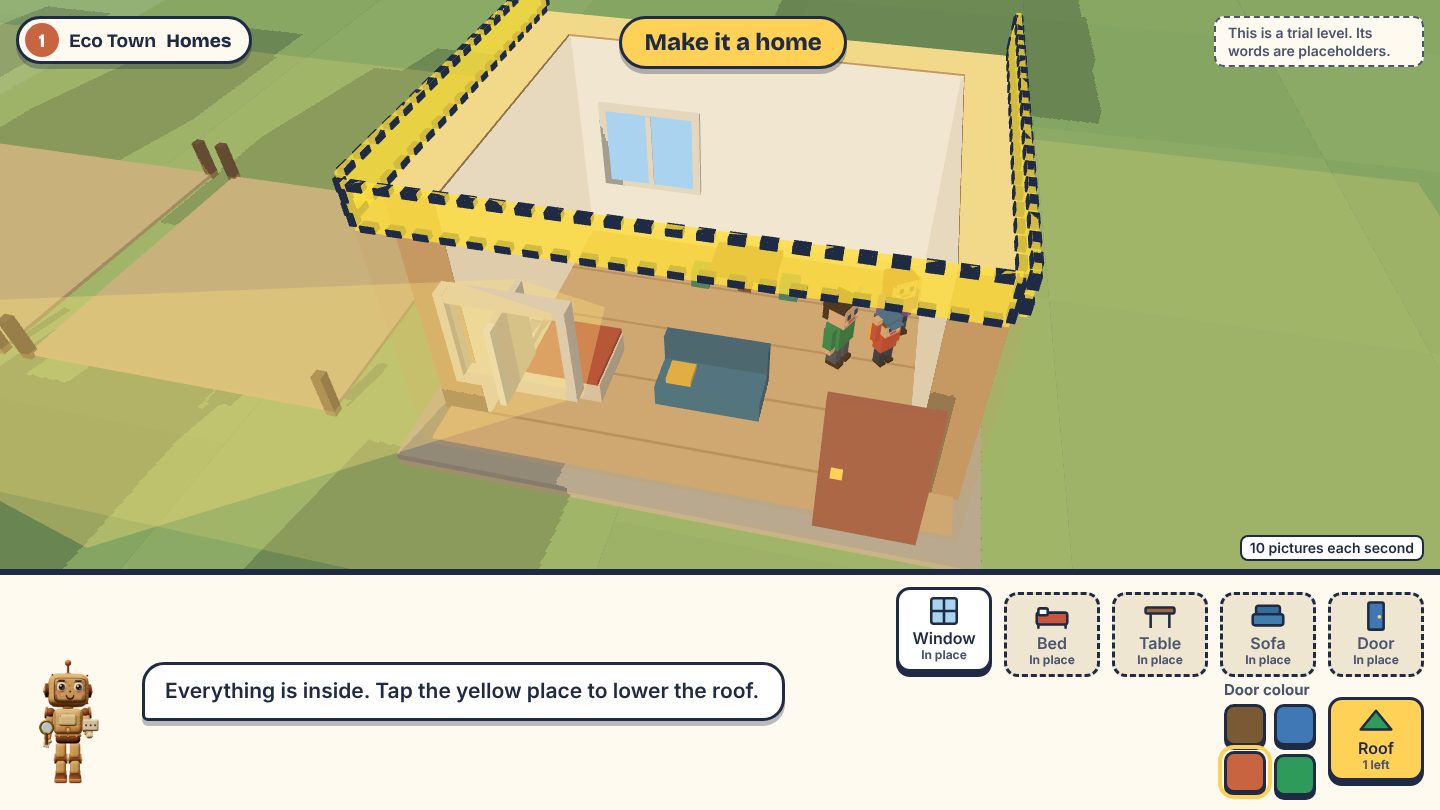 1 Eco Town Homes
Make it a home
This is a trial level. Its
words are placeholders.
10 pictures each second
Window
In place
Bed
In place
Table
In place
Sofa
In place
Door
In place
Everything is inside. Tap the yellow place to lower the roof.
Door colour
Roof
1 left